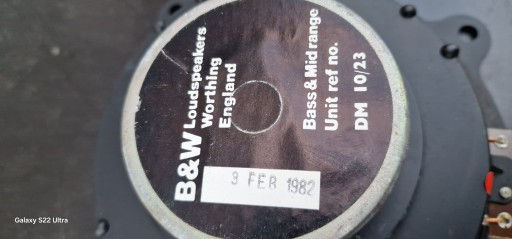 B&W Loudspeakers
Worthing
England
Bass & Mid range
Unit ref no.
DM 10/23
3 FEB 1982
Galaxy S22 Ultra